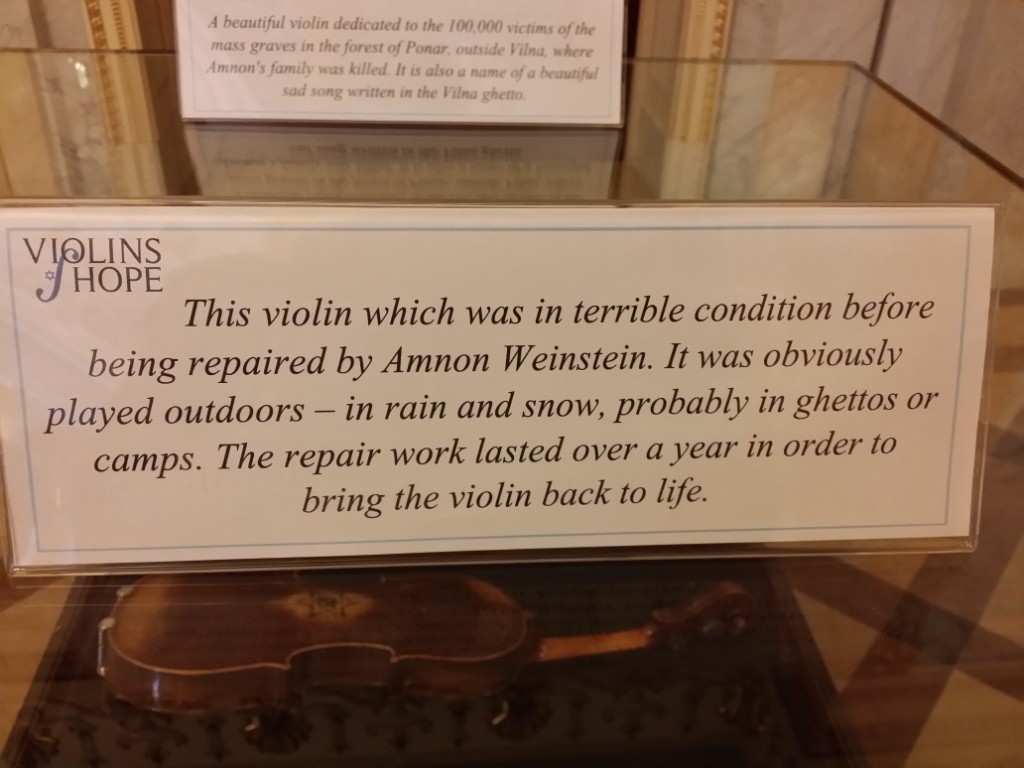 A beautiful violin dedicated to the 100,000 victims of the
mass graves in the forest of Ponar, outside Vilna, where
Amnon's family was killed. It is also a name of a beautiful
sad song written in the Vilna ghetto.
VIOLINS
HOPE
This violin which was in terrible condition before
being repaired by Amnon Weinstein. It was obviously
played outdoors – in rain and snow, probably in ghettos or
camps. The repair work lasted over a year in order to
bring the violin back to life.